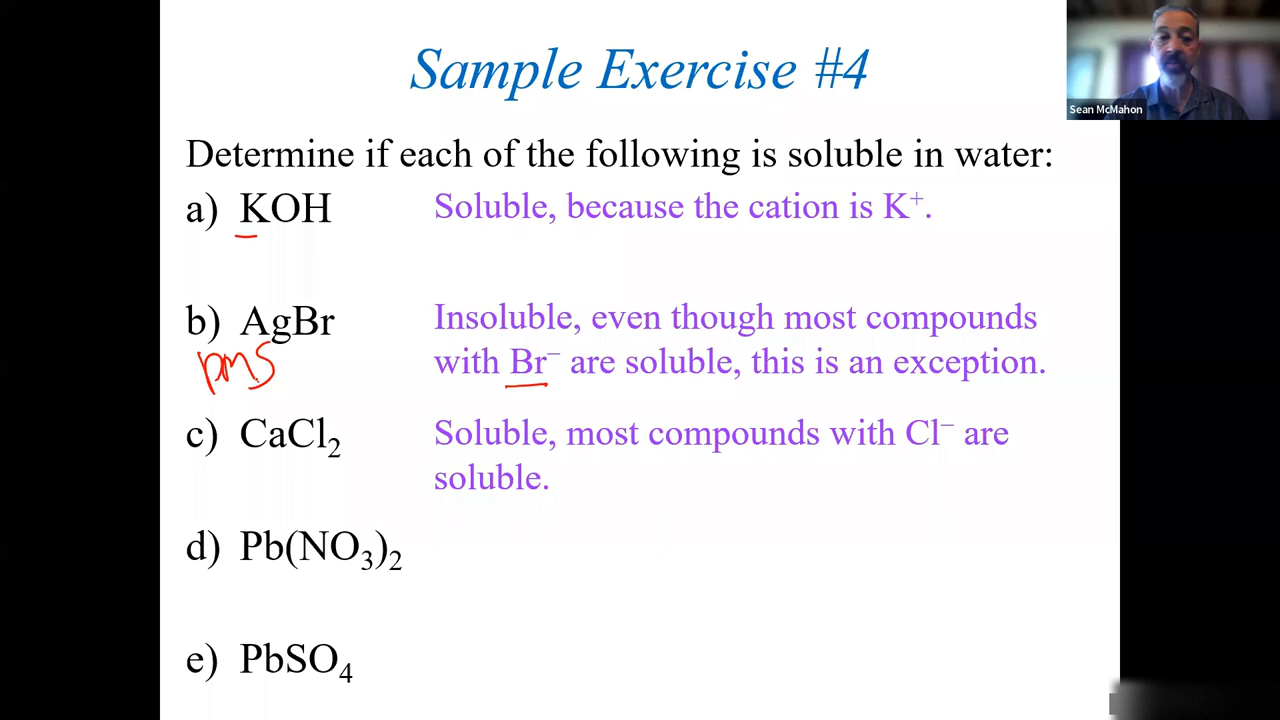 Sample Exercise #4
Sean McMahon
Determine if each of the following is soluble in water:
a) KOH Soluble, because the cation is K⁺.
b) AgBr Insoluble, even though most compounds
with Br⁻ are soluble, this is an exception.
PMS
c) CaCl₂ Soluble, most compounds with Cl⁻ are
soluble.
d) Pb(NO₃)₂
e) PbSO₄